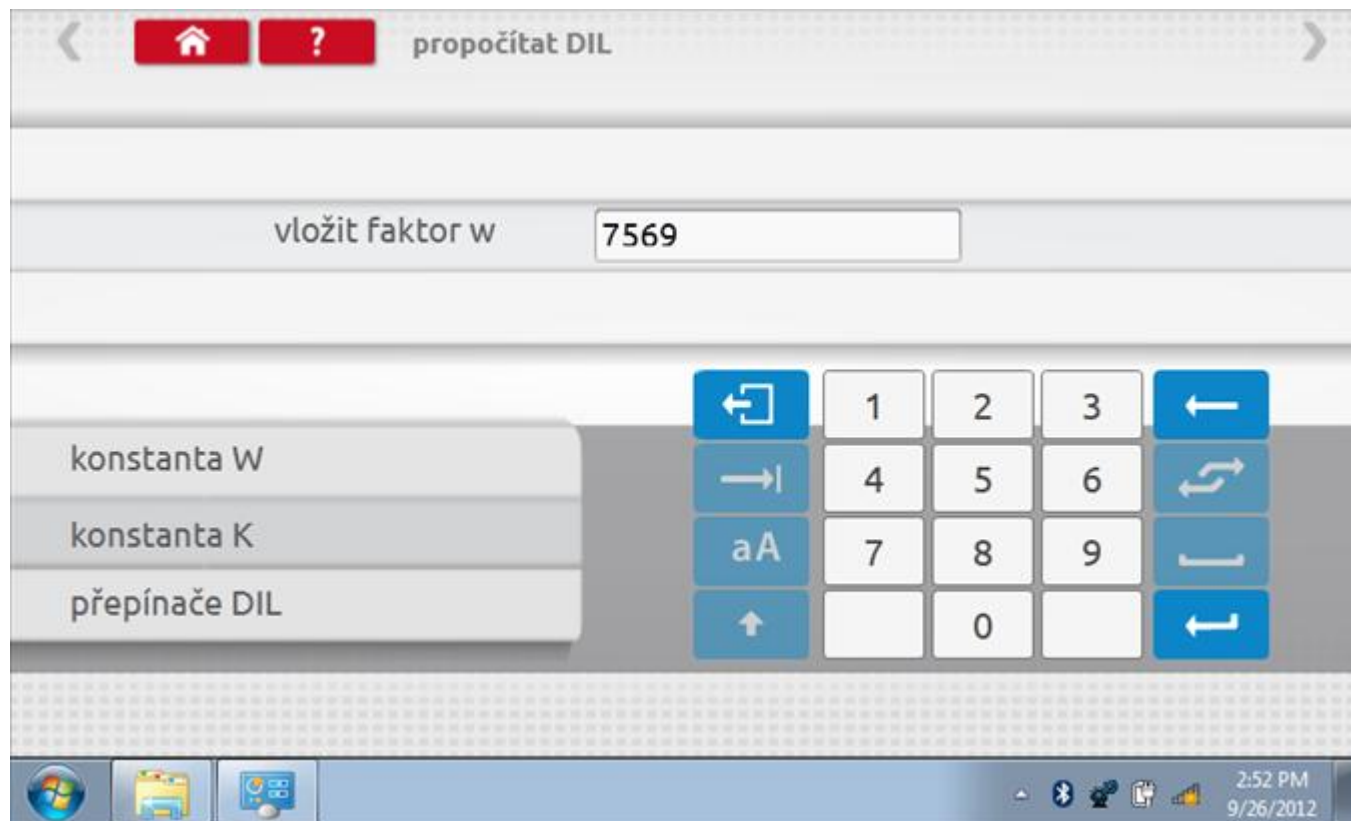 ? propočítat DIL
vložit faktor w 7569
1 2 3
konstanta W
4 5 6
konstanta K
aA 7 8 9
přepínače DIL
0
2:52 PM
9/26/2012